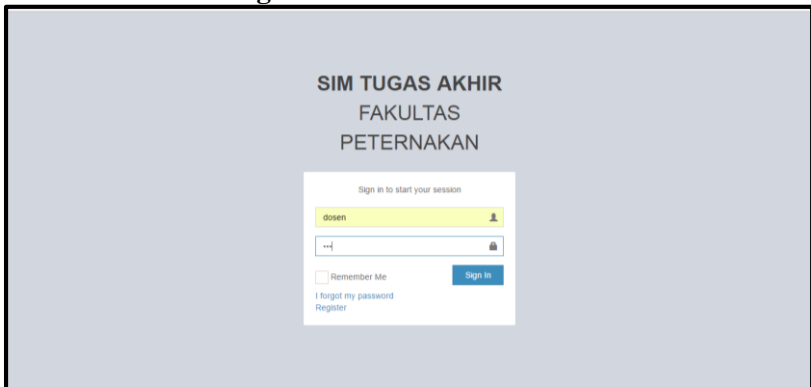 SIM TUGAS AKHIR
FAKULTAS
PETERNAKAN
Sign in to start your session
dosen
•••
Remember Me
Sign In
I forgot my password
Register